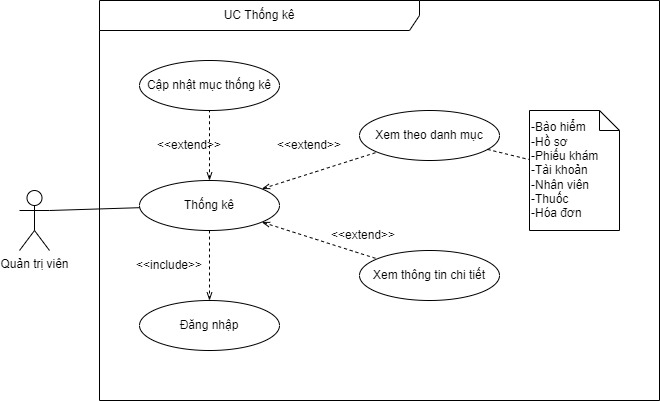 UC Thống kê
Cập nhật mục thống kê
<<extend>>
<<extend>>
Xem theo danh mục
-Bảo hiểm
-Hồ sơ
-Phiếu khám
-Tài khoản
-Nhân viên
-Thuốc
-Hóa đơn
Thống kê
Quản trị viên
<<extend>>
<<include>>
Xem thông tin chi tiết
Đăng nhập